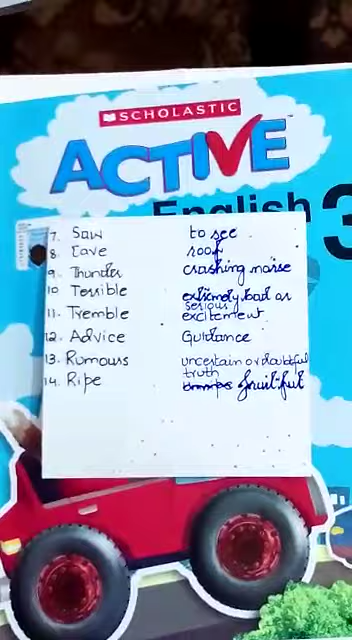 SCHOLASTIC
ACTIVE
English 3
7. Saw to see
8. Eave roof
9. Thunder crashing noise
10 Terrible extremely bad or serious
11. Tremble excitement
12. Advice Guidance
13. Rumours uncertain or doubtful truth
14. Ripe fruitiful